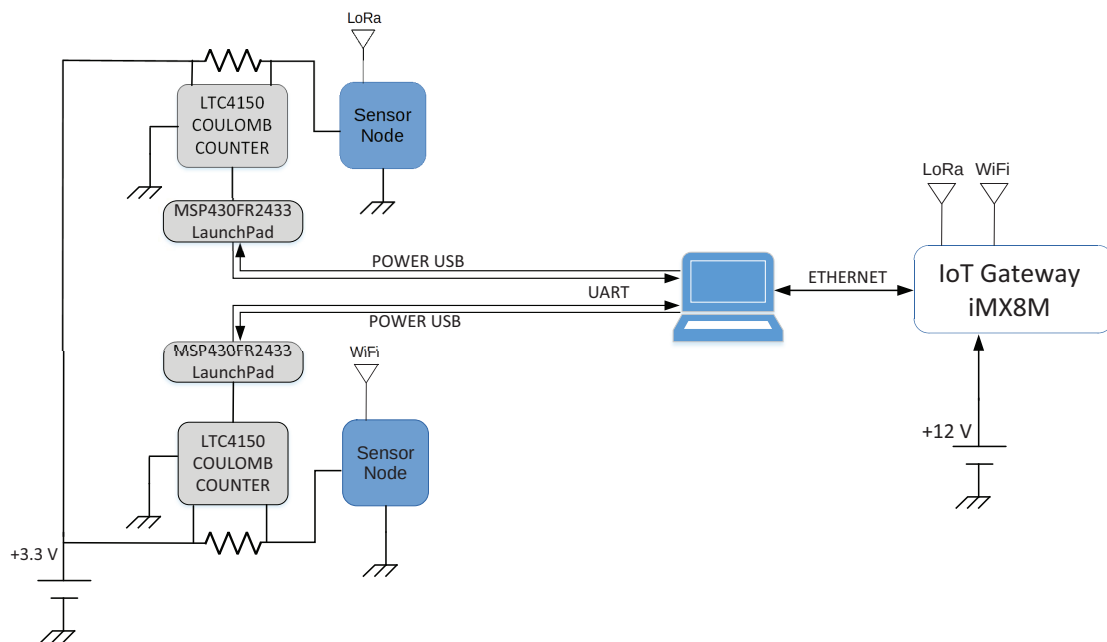 LoRa
LTC4150
COULOMB
COUNTER
Sensor
Node
MSP430FR2433
LaunchPad
POWER USB
UART
POWER USB
MSP430FR2433
LaunchPad
WiFi
LTC4150
COULOMB
COUNTER
Sensor
Node
+3.3 V
ETHERNET
LoRa WiFi
IoT Gateway
iMX8M
+12 V